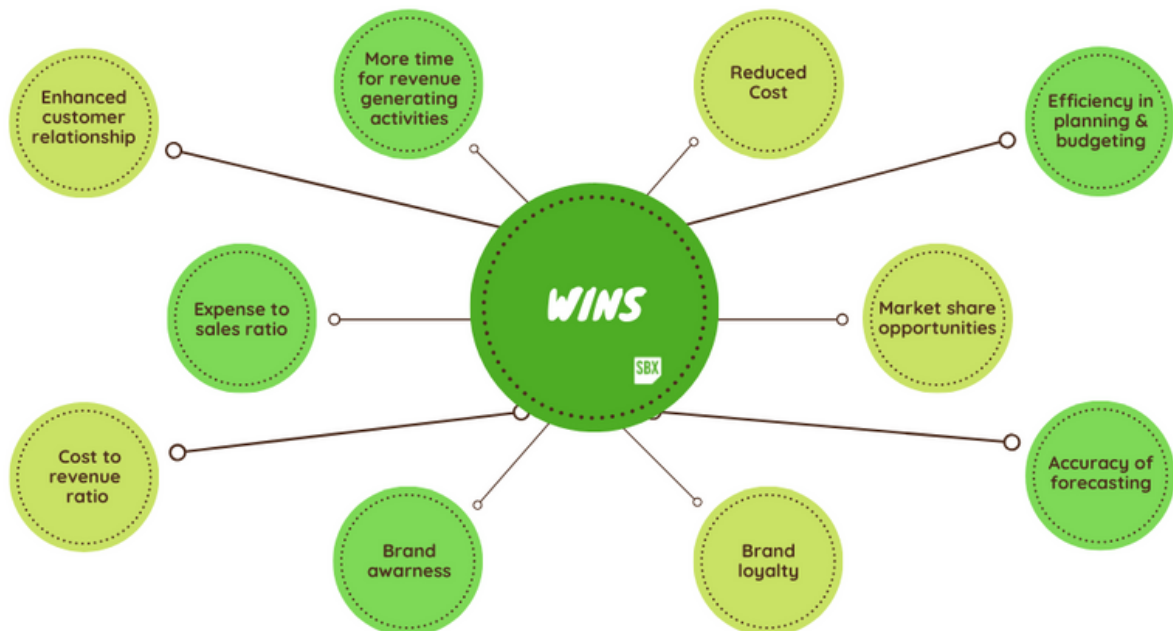 Enhanced
customer
relationship
More time
for revenue
generating
activities
Reduced
Cost
Efficiency in
planning &
budgeting
Expense to
sales ratio
WINS
SBX
Market share
opportunities
Cost to
revenue
ratio
Brand
awarness
Brand
loyalty
Accuracy of
forecasting